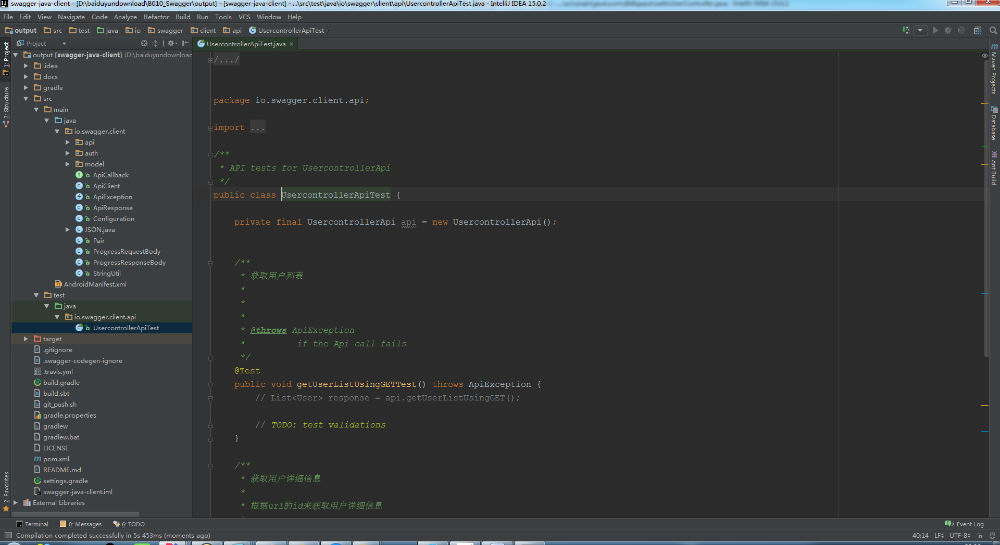 swagger-java-client - [D:\baiduyundownload\B010_Swagger\output] - [swagger-java-client] - ...\src\test\java\io\swagger\client\api\UsercontrollerApiTest.java - IntelliJ IDEA 15.0.2
File Edit View Navigate Code Analyze Refactor Build Run Tools VCS Window Help
output src test java io swagger client api UsercontrollerApiTest
Project
UsercontrollerApiTest.java
1: Project
7: Structure
2: Favorites
output [swagger-java-client] (D:\baiduyundownload
.idea
docs
gradle
src
main
java
io.swagger.client
api
auth
model
ApiCallback
ApiClient
ApiException
ApiResponse
Configuration
JSON.java
Pair
ProgressRequestBody
ProgressResponseBody
StringUtil
AndroidManifest.xml
test
java
io.swagger.client.api
UsercontrollerApiTest
target
.gitignore
.swagger-codegen-ignore
.travis.yml
build.gradle
build.sbt
git_push.sh
gradle.properties
gradlew
gradlew.bat
LICENSE
pom.xml
README.md
settings.gradle
swagger-java-client.iml
External Libraries
/.../
package io.swagger.client.api;
import ...
/**
* API tests for UsercontrollerApi
*/
public class UsercontrollerApiTest {
private final UsercontrollerApi api = new UsercontrollerApi();
/**
* 获取用户列表
*
*
*
* @throws ApiException
* if the Api call fails
*/
@Test
public void getUserListUsingGETTest() throws ApiException {
// List<User> response = api.getUserListUsingGET();
// TODO: test validations
}
/**
* 获取用户详细信息
*
* 根据url的id来获取用户详细信息
Maven Projects
Database
Ant Build
Terminal 0: Messages 6: TODO
2 Event Log
Compilation completed successfully in 5s 453ms (moments ago)
40:14 LF UTF-8